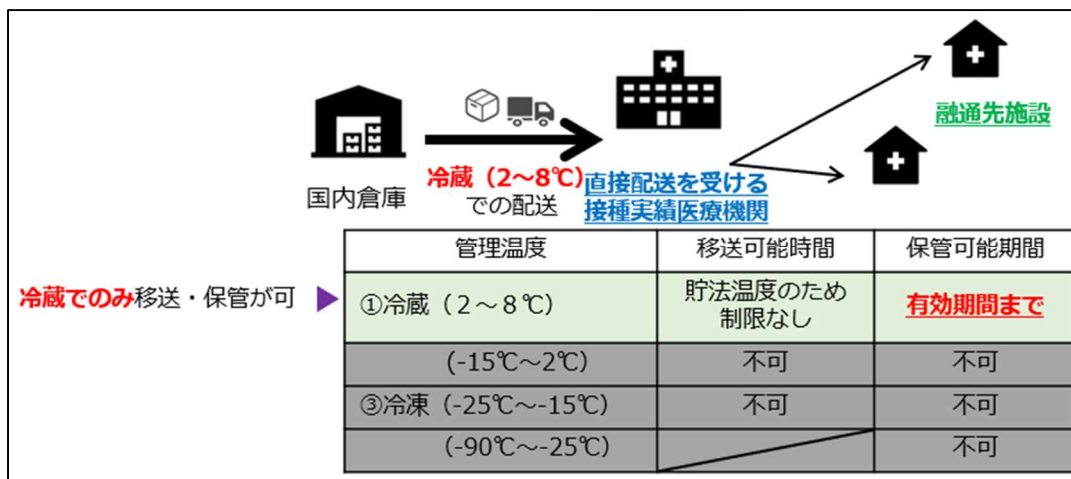 融通先施設
国内倉庫
冷蔵（2～8℃）
での配送
直接配送を受ける
接種実績医療機関
管理温度 移送可能時間 保管可能期間
冷蔵でのみ移送・保管が可
①冷蔵（2～8℃） 貯法温度のため
制限なし 有効期間まで
(-15℃～2℃) 不可 不可
③冷凍（-25℃～-15℃） 不可 不可
(-90℃～-25℃) 不可